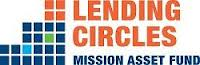 LENDING
CIRCLES
MISSION ASSET FUND